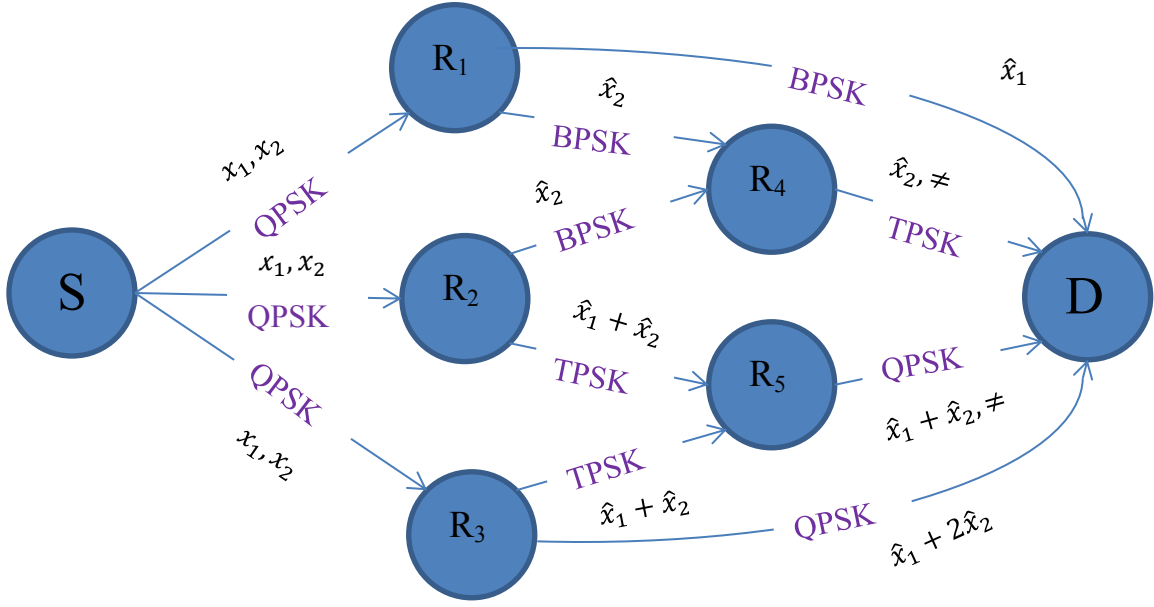 R₁
BPSK
x̂₁
x̂₂
BPSK
x₁, x₂
QPSK
x̂₂
BPSK
R₄
x̂₂, ≠
TPSK
S
x₁, x₂
QPSK
R₂
D
x̂₁ + x̂₂
TPSK
R₅
QPSK
x̂₁ + x̂₂, ≠
QPSK
x₁, x₂
TPSK
x̂₁ + x̂₂
R₃
QPSK
x̂₁ + 2x̂₂